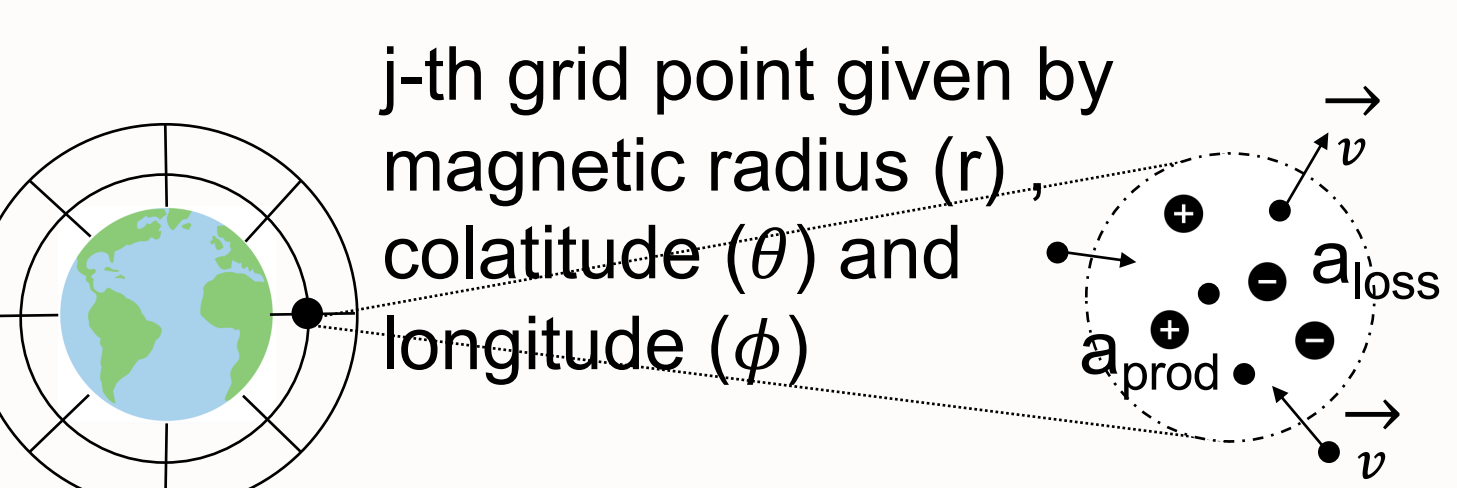 j-th grid point given by
magnetic radius (r) ,
colatitude (θ) and
longitude (ϕ)
v
+
a_loss
−
+
−
a_prod
v